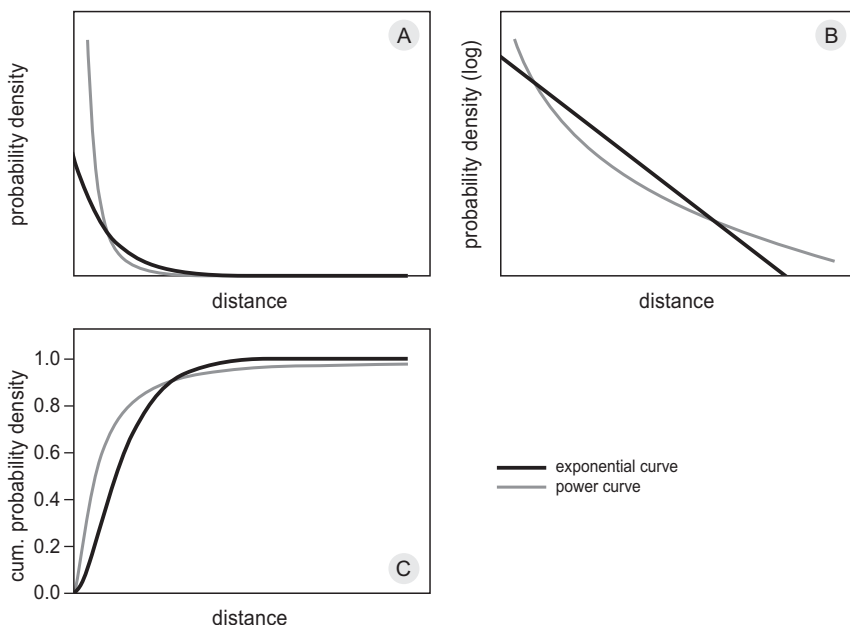 A
probability density
distance
B
probability density (log)
distance
1.0
0.8
0.6
0.4
0.2
0.0
cum. probability density
C
distance
exponential curve
power curve